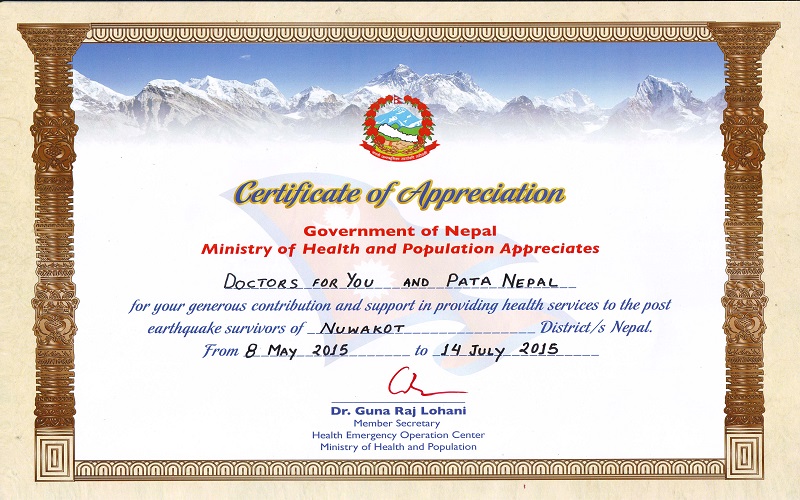 Certificate of Appreciation
Government of Nepal
Ministry of Health and Population Appreciates
DOCTORS FOR YOU AND PATA NEPAL
for your generous contribution and support in providing health services to the post
earthquake survivors of NUWAKOT District/s Nepal.
From 8 MAY 2015 to 14 JULY 2015
Dr. Guna Raj Lohani
Member Secretary
Health Emergency Operation Center
Ministry of Health and Population